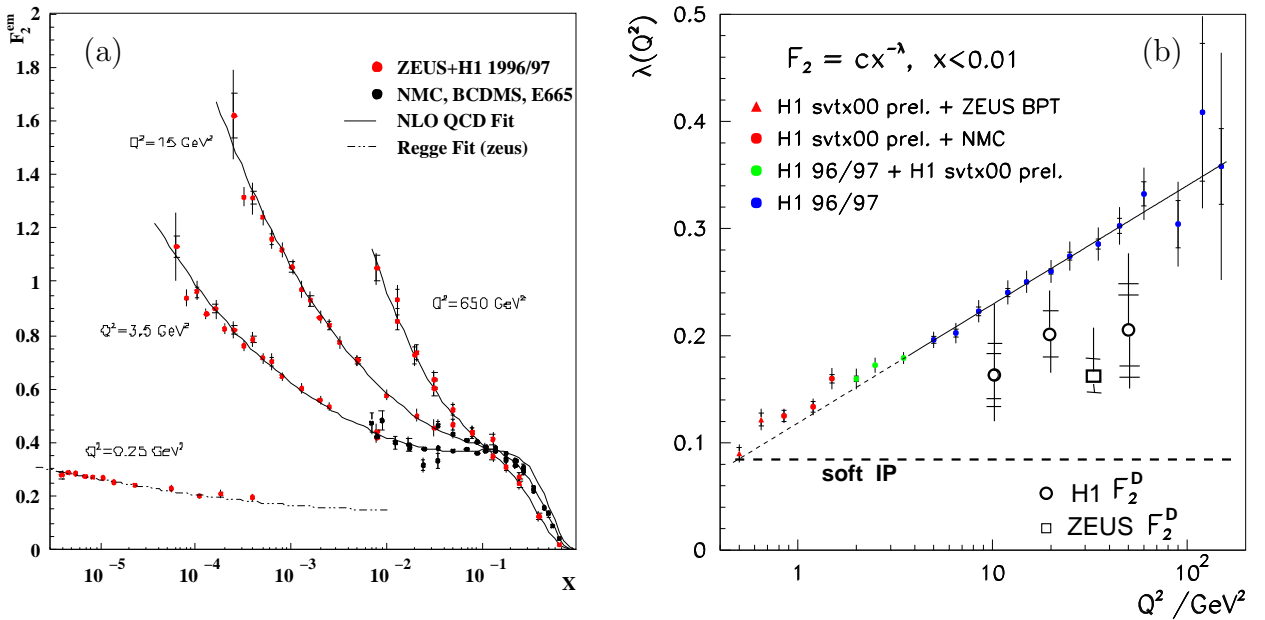 F₂ᵉᵐ
2
1.8
1.6
1.4
1.2
1
0.8
0.6
0.4
0.2
0
(a)
ZEUS+H1 1996/97
NMC, BCDMS, E665
NLO QCD Fit
Regge Fit (zeus)
Q²=15 GeV²
Q²=3.5 GeV²
Q²=650 GeV²
Q²=0.25 GeV²
10⁻⁵
10⁻⁴
10⁻³
10⁻²
10⁻¹
X
λ(Q²)
0.5
0.4
0.3
0.2
0.1
0
(b)
F₂ = cx^-λ, x<0.01
H1 svtx00 prel. + ZEUS BPT
H1 svtx00 prel. + NMC
H1 96/97 + H1 svtx00 prel.
H1 96/97
soft IP
H1 F₂ᴰ
ZEUS F₂ᴰ
1
10
10²
Q² /GeV²